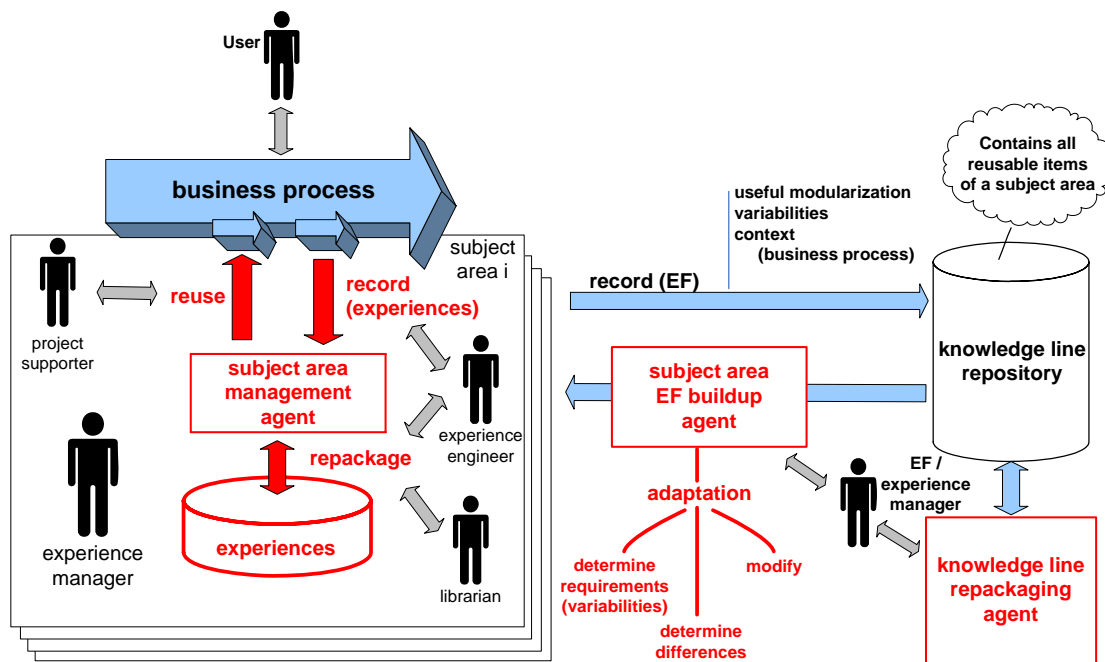 User
business process
subject
area i
reuse
record
(experiences)
project
supporter
subject area
management
agent
experience
engineer
repackage
experiences
experience
manager
librarian
Contains all
reusable items
of a subject area
useful modularization
variabilities
context
(business process)
record (EF)
knowledge line
repository
subject area
EF buildup
agent
EF /
experience
manager
adaptation
determine
requirements
(variabilities)
modify
determine
differences
knowledge line
repackaging
agent